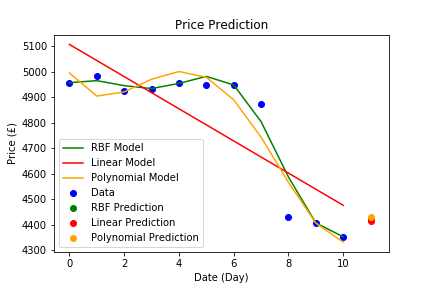 Price Prediction
Price (£)
5100
5000
4900
4800
4700
4600
4500
4400
4300
RBF Model
Linear Model
Polynomial Model
Data
RBF Prediction
Linear Prediction
Polynomial Prediction
0 2 4 6 8 10
Date (Day)